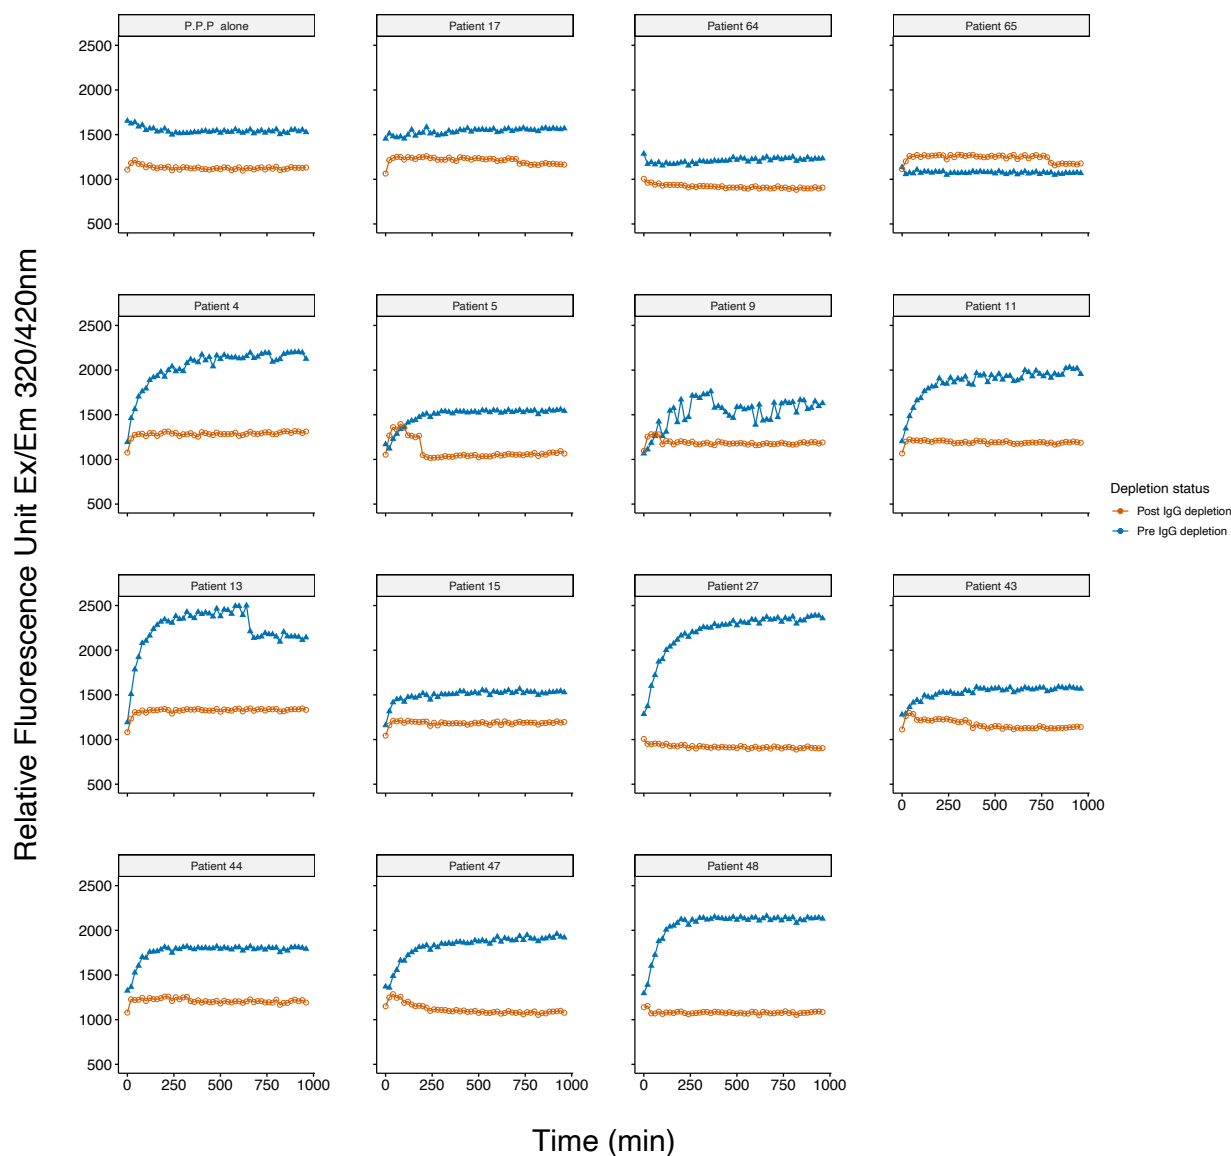 P.P.P alone
Patient 17
Patient 64
Patient 65
2500
2000
1500
1000
500
Patient 4
Patient 5
Patient 9
Patient 11
2500
2000
1500
1000
500
Patient 13
Patient 15
Patient 27
Patient 43
2500
2000
1500
1000
500
0 250 500 750 1000
Patient 44
Patient 47
Patient 48
2500
2000
1500
1000
500
0 250 500 750 1000
0 250 500 750 1000
0 250 500 750 1000
Relative Fluorescence Unit Ex/Em 320/420nm
Time (min)
Depletion status
Post IgG depletion
Pre IgG depletion